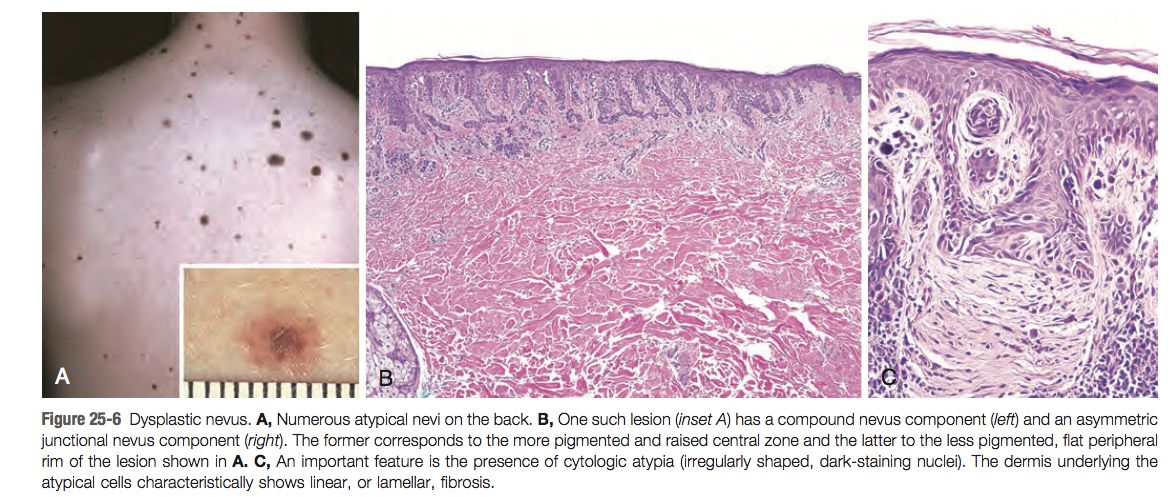 A
B
C
Figure 25-6 Dysplastic nevus. A, Numerous atypical nevi on the back. B, One such lesion (inset A) has a compound nevus component (left) and an asymmetric
junctional nevus component (right). The former corresponds to the more pigmented and raised central zone and the latter to the less pigmented, flat peripheral
rim of the lesion shown in A. C, An important feature is the presence of cytologic atypia (irregularly shaped, dark-staining nuclei). The dermis underlying the
atypical cells characteristically shows linear, or lamellar, fibrosis.